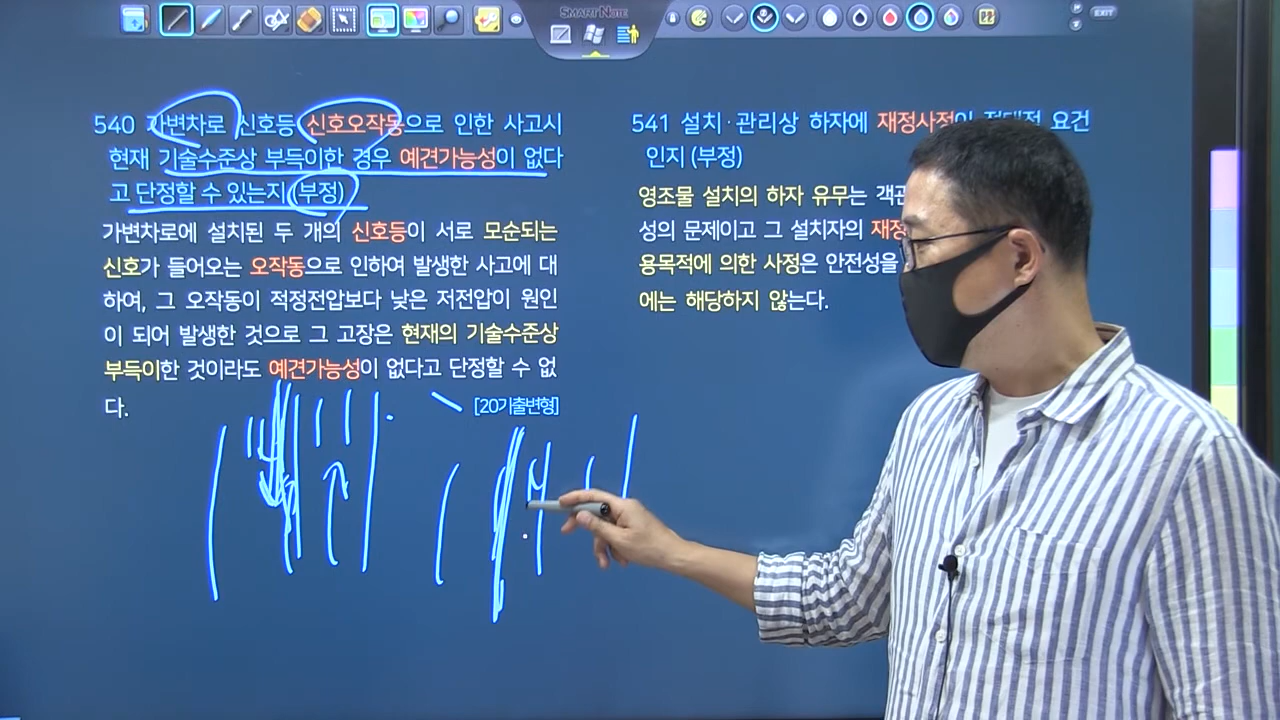 SMART NOTE
EXIT
540 가변차로 신호등 신호오작동으로 인한 사고시
현재 기술수준상 부득이한 경우 예견가능성이 없다
고 단정할 수 있는지 (부정)
가변차로에 설치된 두 개의 신호등이 서로 모순되는
신호가 들어오는 오작동으로 인하여 발생한 사고에 대
하여, 그 오작동이 적정전압보다 낮은 저전압이 원인
이 되어 발생한 것으로 그 고장은 현재의 기술수준상
부득이한 것이라도 예견가능성이 없다고 단정할 수 없
다.
[20기출변형]
541 설치·관리상 하자에 재정사정이 절대적 요건
인지 (부정)
영조물 설치의 하자 유무는 객관
성의 문제이고 그 설치자의 재정
용목적에 의한 사정은 안전성을
에는 해당하지 않는다.